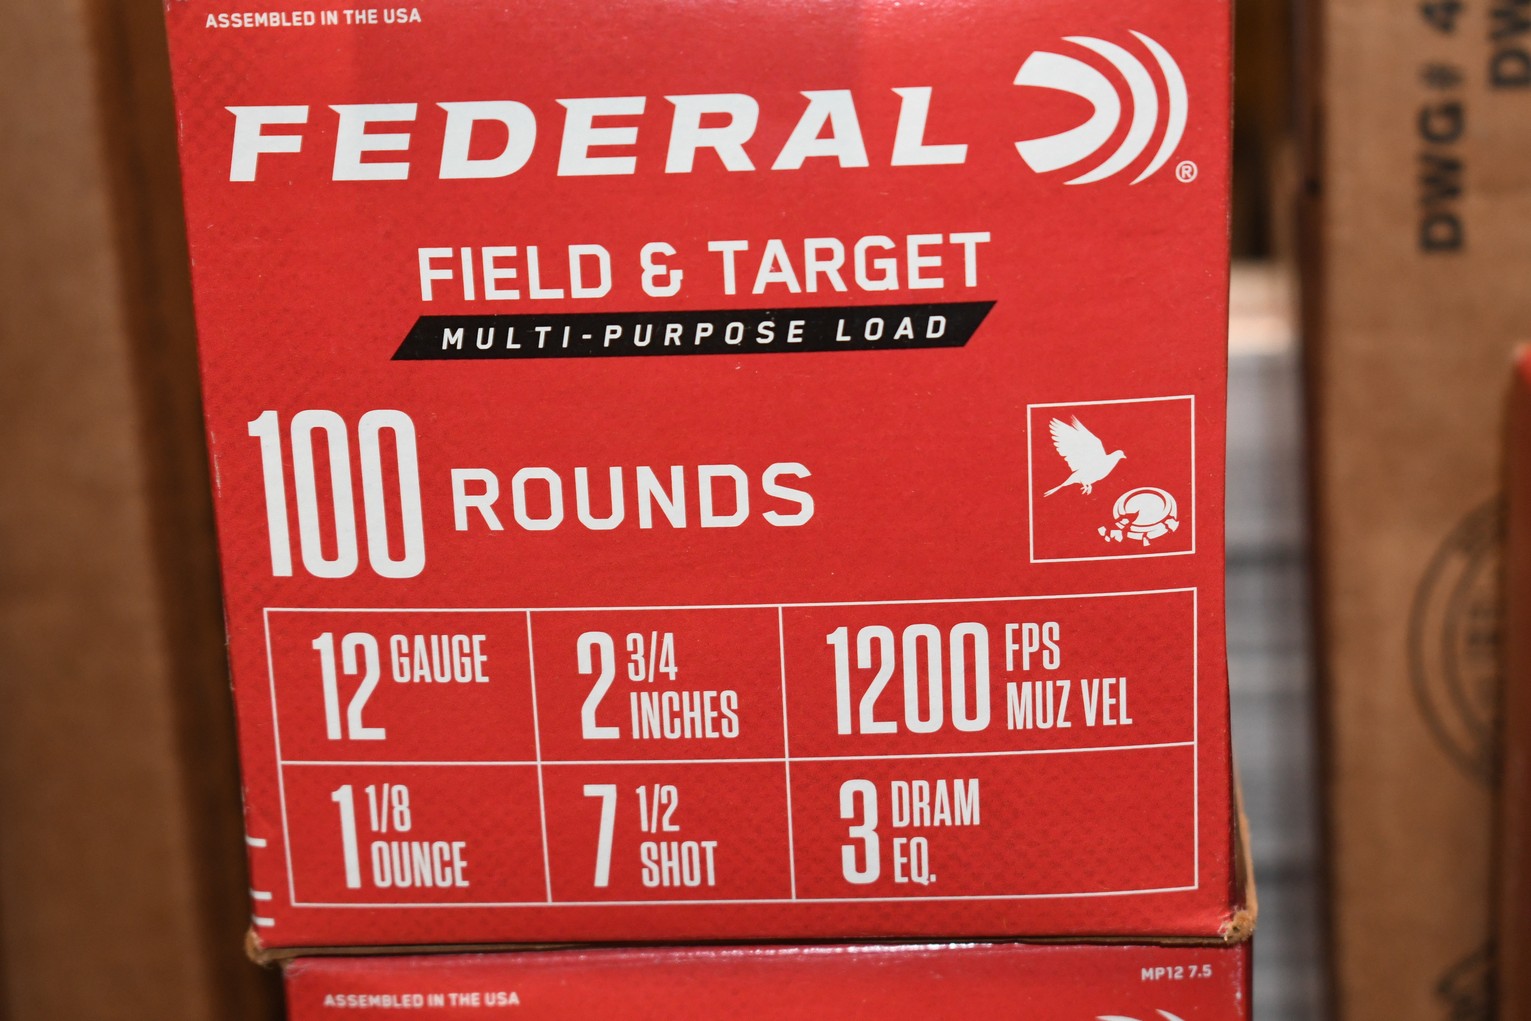 ASSEMBLED IN THE USA
FEDERAL ®
FIELD & TARGET
MULTI-PURPOSE LOAD
100 ROUNDS
12 GAUGE
2 3/4 INCHES
1200 FPS MUZ VEL
1 1/8 OUNCE
7 1/2 SHOT
3 DRAM EQ.
MP12 7.5
ASSEMBLED IN THE USA
DWG# 4
DW